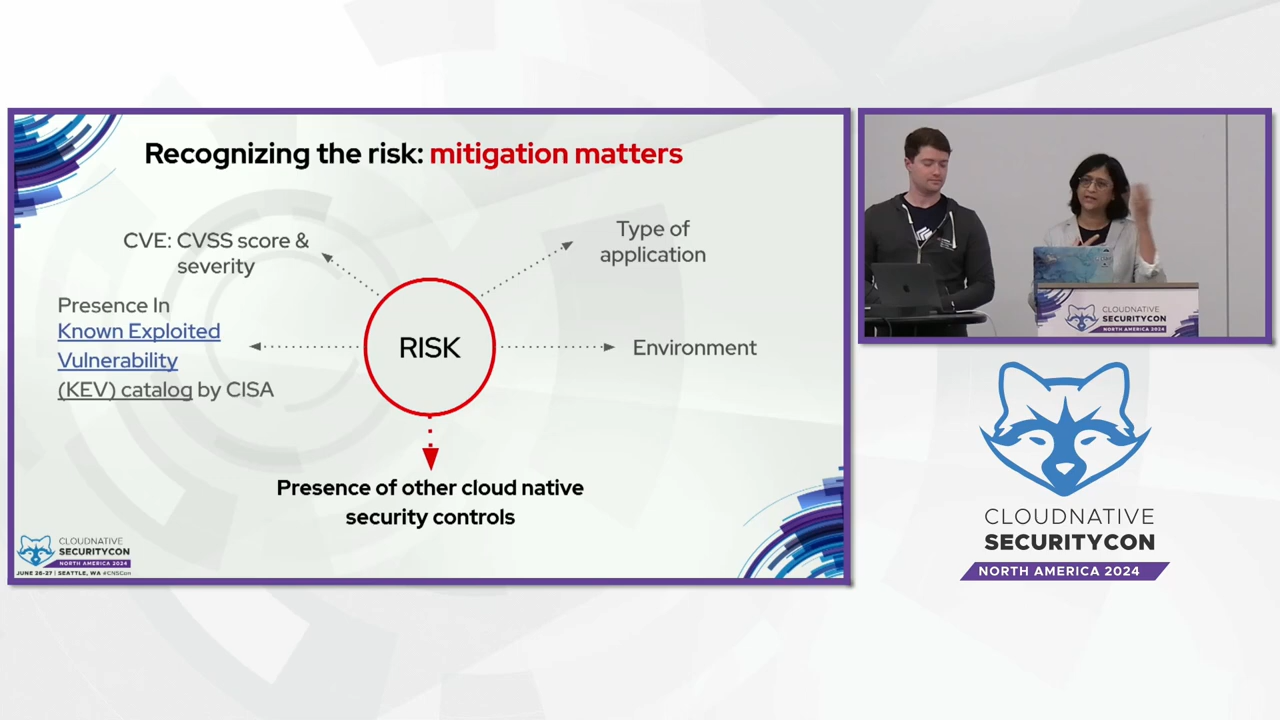 Recognizing the risk: mitigation matters
CVE: CVSS score &
severity
Type of
application
Presence In
Known Exploited
Vulnerability
(KEV) catalog by CISA
RISK
Environment
Presence of other cloud native
security controls
CLOUDNATIVE
SECURITYCON
NORTH AMERICA 2024
JUNE 26-27 | SEATTLE, WA #CNSCon
CLOUDNATIVE
SECURITYCON
NORTH AMERICA 2024
CLOUDNATIVE
SECURITYCON
NORTH AMERICA 2024